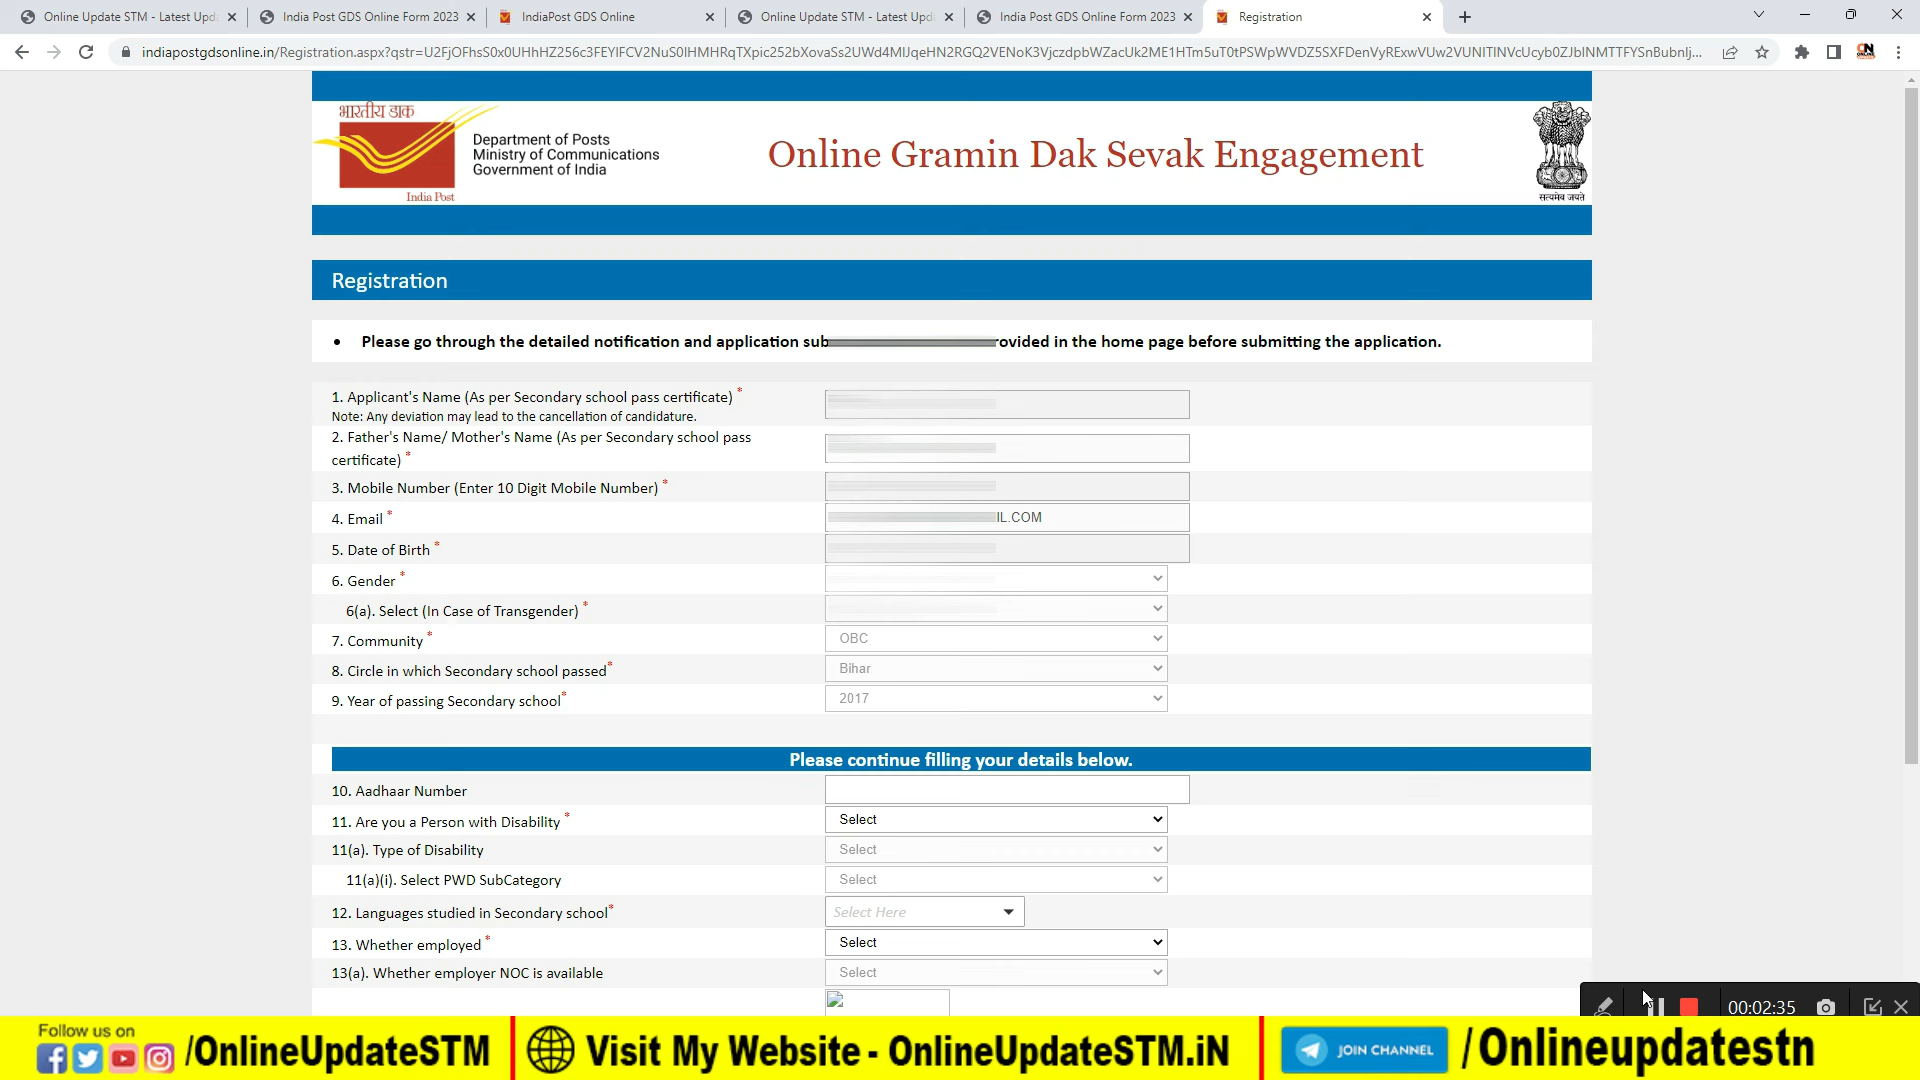 Online Update STM - Latest Upd
India Post GDS Online Form 2023
IndiaPost GDS Online
Online Update STM - Latest Upd
India Post GDS Online Form 2023
Registration
indiapostgdsonline.in/Registration.aspx?qstr=
भारतीय डाक
India Post
Department of Posts
Ministry of Communications
Government of India
Online Gramin Dak Sevak Engagement
सत्यमेव जयते
Registration
• Please go through the detailed notification and application sub rovided in the home page before submitting the application.
1. Applicant's Name (As per Secondary school pass certificate) *
Note: Any deviation may lead to the cancellation of candidature.
2. Father's Name/ Mother's Name (As per Secondary school pass
certificate) *
3. Mobile Number (Enter 10 Digit Mobile Number) *
4. Email * IL.COM
5. Date of Birth *
6. Gender *
6(a). Select (In Case of Transgender) *
7. Community * OBC
8. Circle in which Secondary school passed* Bihar
9. Year of passing Secondary school* 2017
Please continue filling your details below.
10. Aadhaar Number
11. Are you a Person with Disability * Select
11(a). Type of Disability Select
11(a)(i). Select PWD SubCategory Select
12. Languages studied in Secondary school* Select Here
13. Whether employed * Select
13(a). Whether employer NOC is available Select
00:02:35
Follow us on
/OnlineUpdateSTM
Visit My Website - OnlineUpdateSTM.iN
JOIN CHANNEL
/Onlineupdatestn